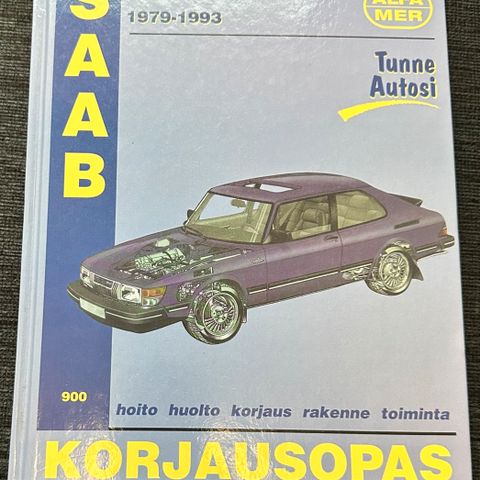 SAAB
1979-1993
ALFA
MER
Tunne
Autosi
900
hoito huolto korjaus rakenne toiminta
KORJAUSOPAS